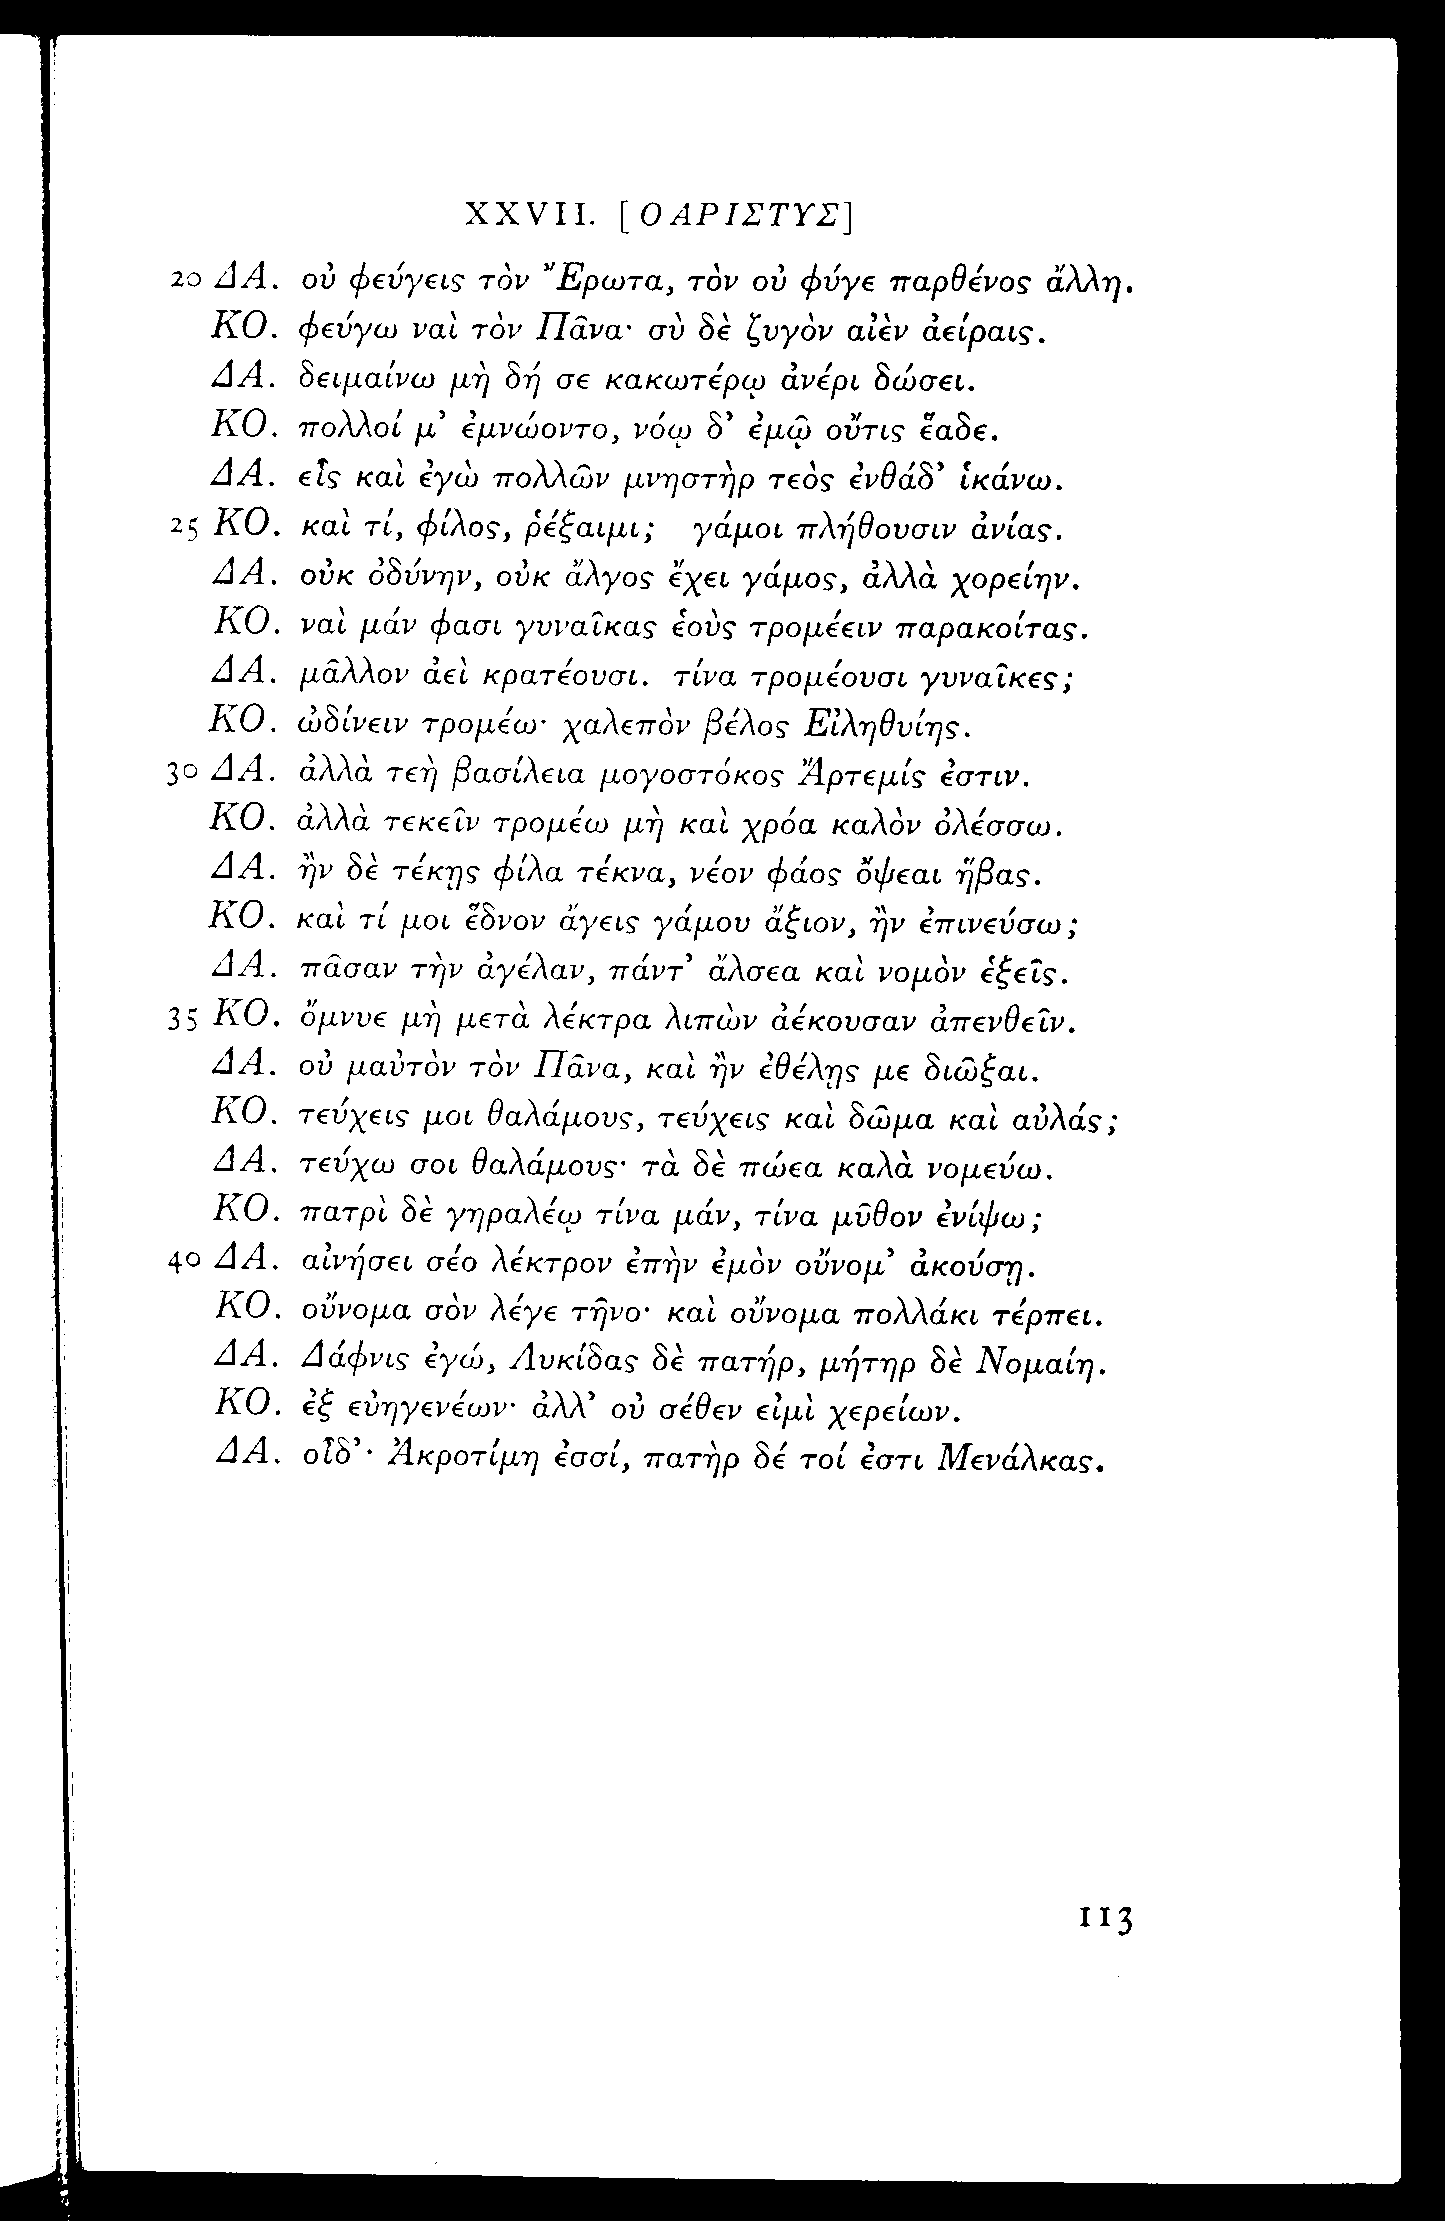 XXVII. [ΟΑΡΙΣΤΥΣ]
20 ΔΑ. οὐ φεύγεις τὸν Ἔρωτα, τὸν οὐ φύγε παρθένος ἄλλη.
ΚΟ. φεύγω ναὶ τὸν Πᾶνα· σὺ δὲ ζυγὸν αἰὲν ἀείραις.
ΔΑ. δειμαίνω μὴ δή σε κακωτέρῳ ἀνέρι δώσει.
ΚΟ. πολλοί μ’ ἐμνώοντο, νόῳ δ’ ἐμῷ οὔτις ἕαδε.
ΔΑ. εἷς καὶ ἐγὼ πολλῶν μνηστὴρ τεὸς ἐνθάδ’ ἱκάνω.
25 ΚΟ. καὶ τί, φίλος, ῥέξαιμι; γάμοι πλήθουσιν ἀνίας.
ΔΑ. οὐκ ὀδύνην, οὐκ ἄλγος ἔχει γάμος, ἀλλὰ χορείην.
ΚΟ. ναὶ μάν φασι γυναῖκας ἑοὺς τρομέειν παρακοίτας.
ΔΑ. μᾶλλον ἀεὶ κρατέουσι. τίνα τρομέουσι γυναῖκες;
ΚΟ. ὠδίνειν τρομέω· χαλεπὸν βέλος Εἰληθυίης.
30 ΔΑ. ἀλλὰ τεὴ βασίλεια μογοστόκος Ἄρτεμίς ἐστιν.
ΚΟ. ἀλλὰ τεκεῖν τρομέω μὴ καὶ χρόα καλὸν ὀλέσσω.
ΔΑ. ἢν δὲ τέκῃς φίλα τέκνα, νέον φάος ὄψεαι ἥβας.
ΚΟ. καὶ τί μοι ἕδνον ἄγεις γάμου ἄξιον, ἢν ἐπινεύσω;
ΔΑ. πᾶσαν τὴν ἀγέλαν, πάντ’ ἄλσεα καὶ νομὸν ἑξεῖς.
35 ΚΟ. ὄμνυε μὴ μετὰ λέκτρα λιπὼν ἀέκουσαν ἀπενθεῖν.
ΔΑ. οὐ μαὐτὸν τὸν Πᾶνα, καὶ ἢν ἐθέλῃς με διῶξαι.
ΚΟ. τεύχεις μοι θαλάμους, τεύχεις καὶ δῶμα καὶ αὐλάς;
ΔΑ. τεύχω σοι θαλάμους· τὰ δὲ πώεα καλὰ νομεύω.
ΚΟ. πατρὶ δὲ γηραλέῳ τίνα μάν, τίνα μῦθον ἐνίψω;
40 ΔΑ. αἰνήσει σέο λέκτρον ἐπὴν ἐμὸν οὔνομ’ ἀκούσῃ.
ΚΟ. οὔνομα σὸν λέγε τῆνο· καὶ οὔνομα πολλάκι τέρπει.
ΔΑ. Δάφνις ἐγώ, Λυκίδας δὲ πατήρ, μήτηρ δὲ Νομαίη.
ΚΟ. ἐξ εὐηγενέων· ἀλλ’ οὐ σέθεν εἰμὶ χερείων.
ΔΑ. οἶδ’· Ἀκροτίμη ἐσσί, πατὴρ δέ τοί ἐστι Μενάλκας.
113